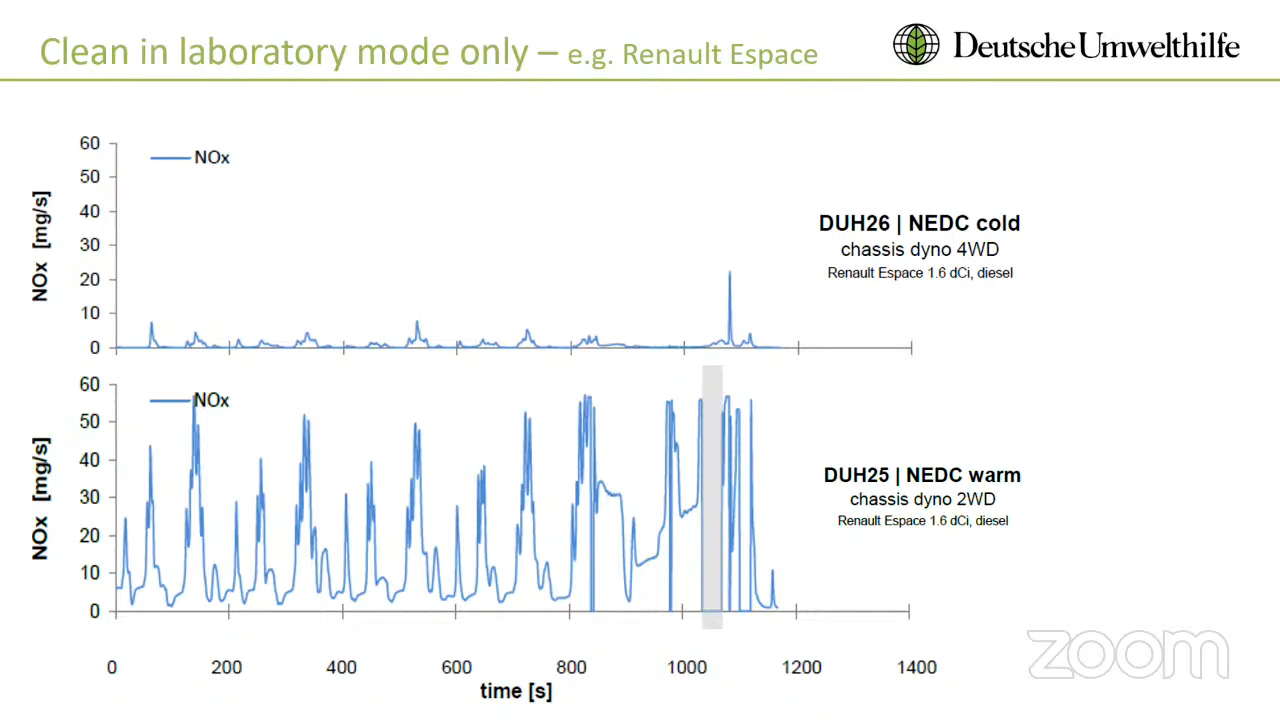 Clean in laboratory mode only – e.g. Renault Espace
Deutsche Umwelthilfe
60
50
40
30
20
10
0
NOx [mg/s]
NOx
DUH26 | NEDC cold
chassis dyno 4WD
Renault Espace 1.6 dCi, diesel
60
50
40
30
20
10
0
NOx [mg/s]
NOx
DUH25 | NEDC warm
chassis dyno 2WD
Renault Espace 1.6 dCi, diesel
0 200 400 600 800 1000 1200 1400
time [s]
zoom